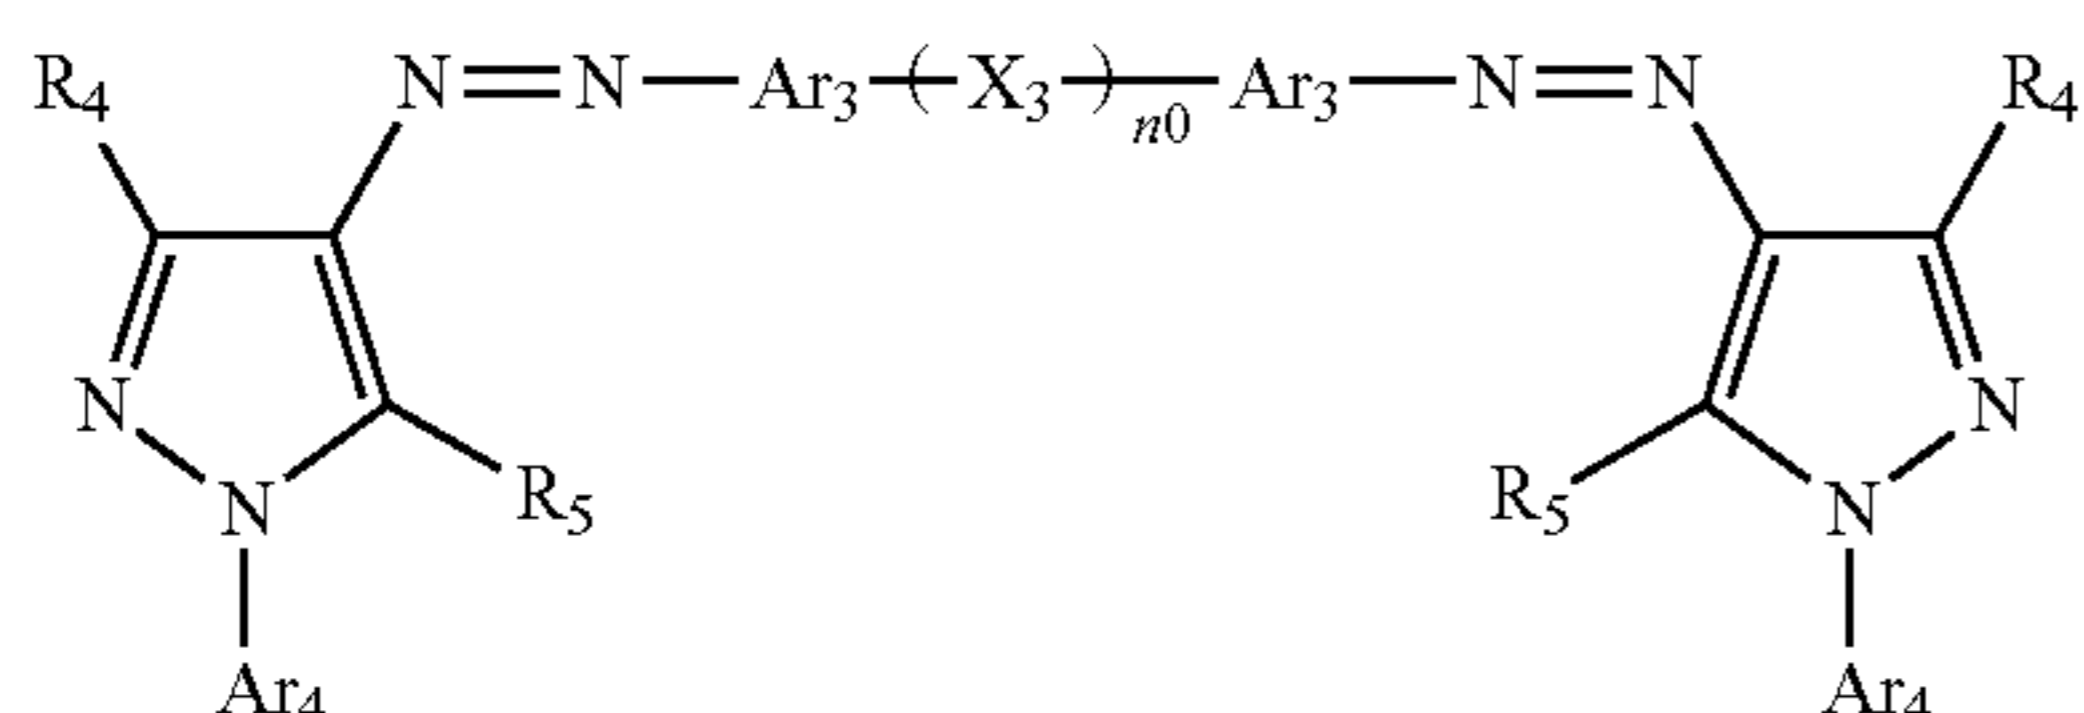 R4 N=N—Ar3—(X3)n0—Ar3—N=N R4
N N
R5 R5
N N
Ar4 Ar4